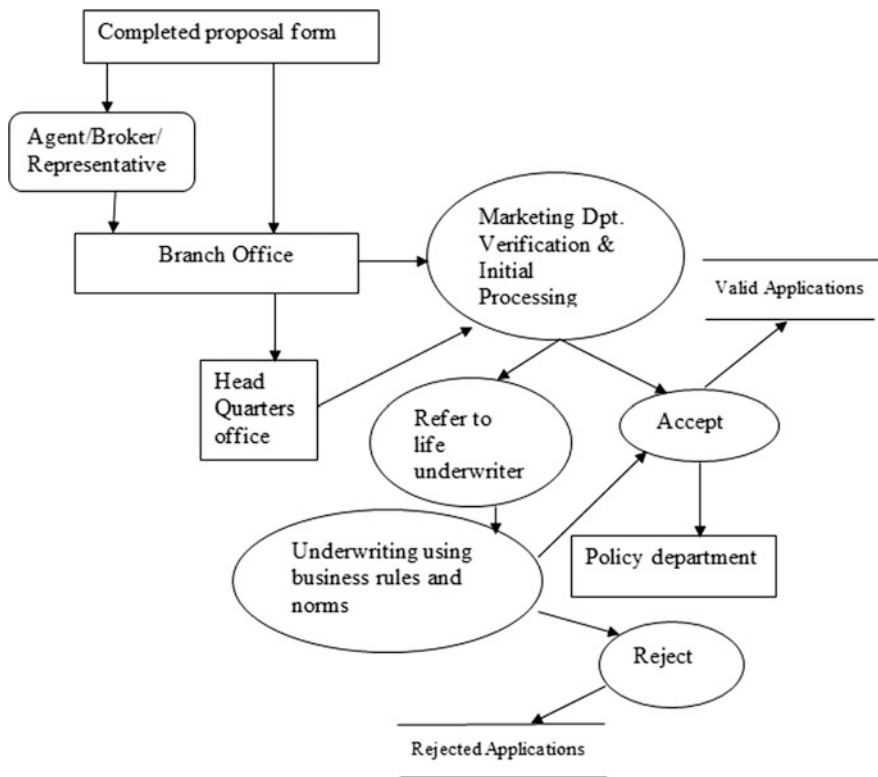 Completed proposal form
Agent/Broker/
Representative
Branch Office
Marketing Dpt.
Verification &
Initial
Processing
Valid Applications
Head
Quarters
office
Refer to
life
underwriter
Accept
Underwriting using
business rules and
norms
Policy department
Reject
Rejected Applications